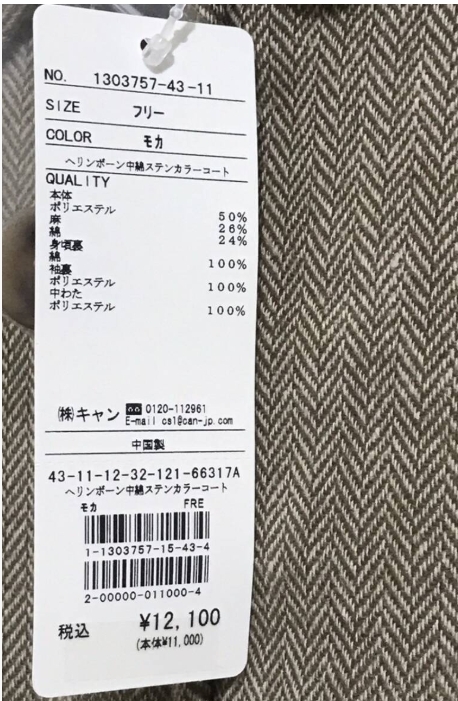 NO. 1303757-43-11
SIZE フリー
COLOR モカ
ヘリンボーン中綿ステンカラーコート
QUALITY
本体
ポリエステル 50%
麻 26%
綿 24%
身頃裏
綿 100%
袖裏
ポリエステル 100%
中わた
ポリエステル 100%
㈱キャン 0120-112961
E-mail cs1@can-jp.com
中国製
43-11-12-32-121-66317A
ヘリンボーン中綿ステンカラーコート
モカ FRE
1-1303757-15-43-4
2-00000-011000-4
税込 ¥12,100
(本体¥11,000)